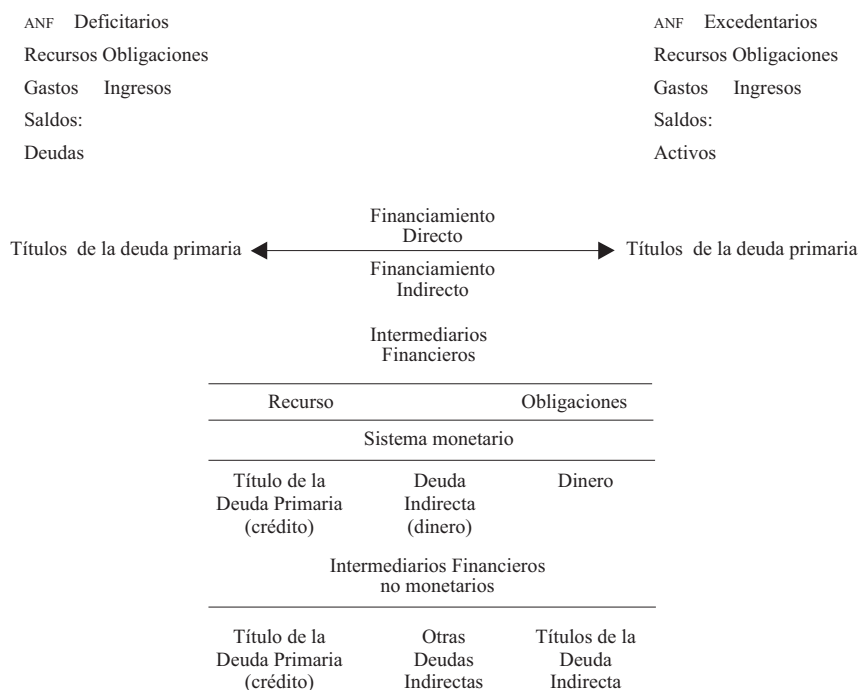 ANF Deficitarios
Recursos Obligaciones
Gastos Ingresos
Saldos:
Deudas
ANF Excedentarios
Recursos Obligaciones
Gastos Ingresos
Saldos:
Activos
Títulos de la deuda primaria
Financiamiento
Directo
Financiamiento
Indirecto
Títulos de la deuda primaria
Intermediarios
Financieros
Recurso Obligaciones
Sistema monetario
Título de la Deuda Dinero
Deuda Primaria Indirecta
(crédito) (dinero)
Intermediarios Financieros
no monetarios
Título de la Otras Títulos de la
Deuda Primaria Deudas Deuda
(crédito) Indirectas Indirecta